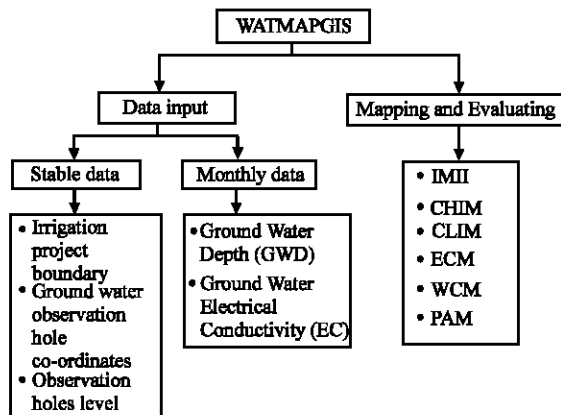 WATMAPGIS
Data input
Mapping and Evaluating
Stable data
Monthly data
• Irrigation
project
boundary
• Ground water
observation
hole
co-ordinates
• Observation
holes level
• Ground Water
Depth (GWD)
• Ground Water
Electrical
Conductivity (EC)
• IMII
• CHIM
• CLIM
• ECM
• WCM
• PAM